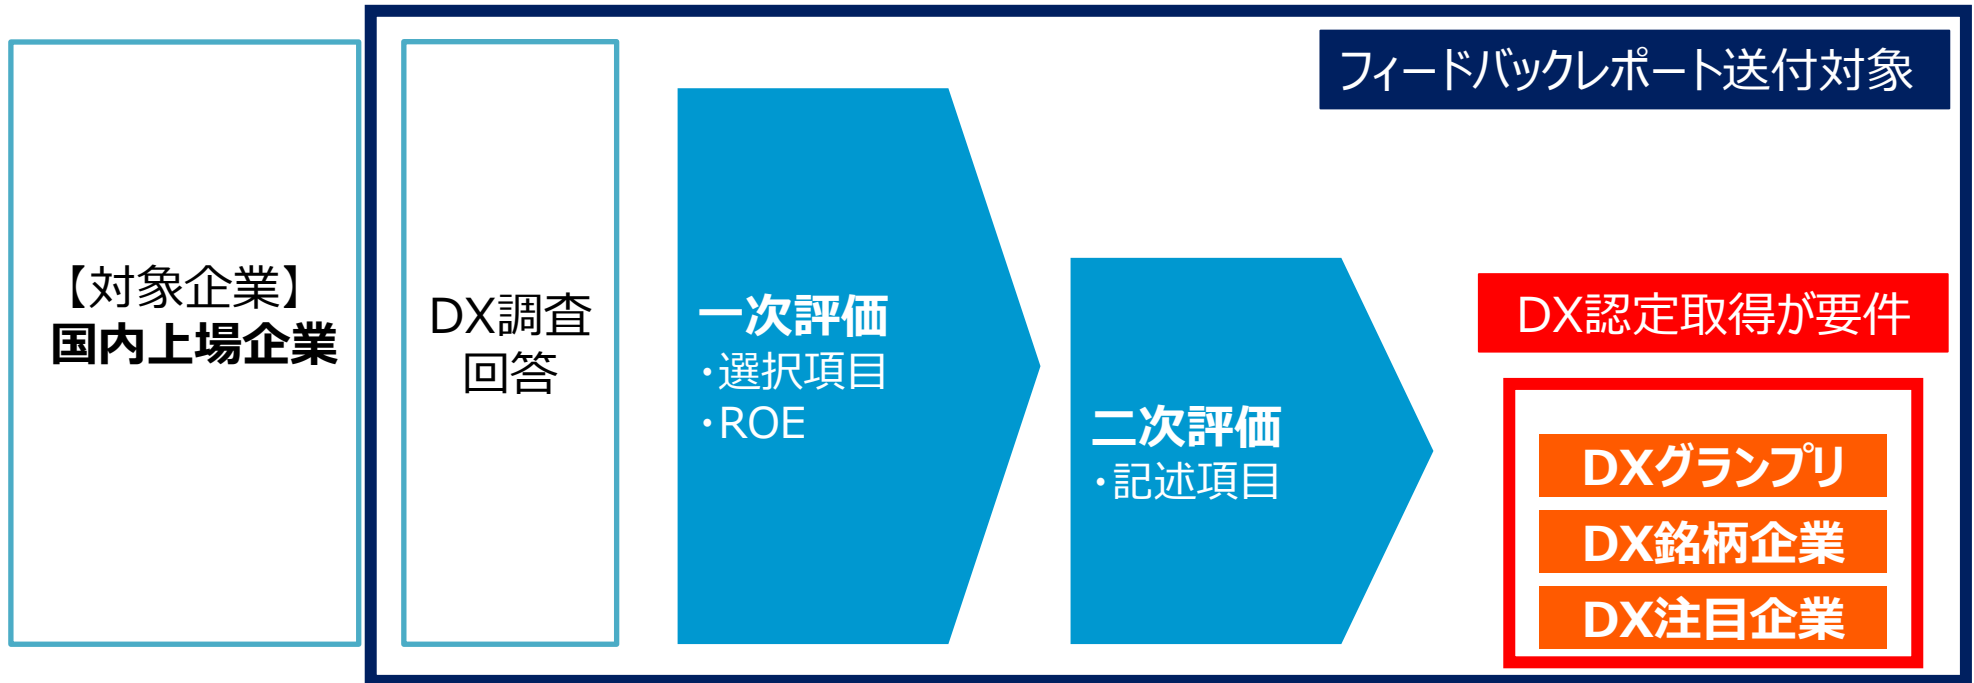 フィードバックレポート送付対象
【対象企業】
国内上場企業
DX調査
回答
一次評価
・選択項目
・ROE
二次評価
・記述項目
DX認定取得が要件
DXグランプリ
DX銘柄企業
DX注目企業